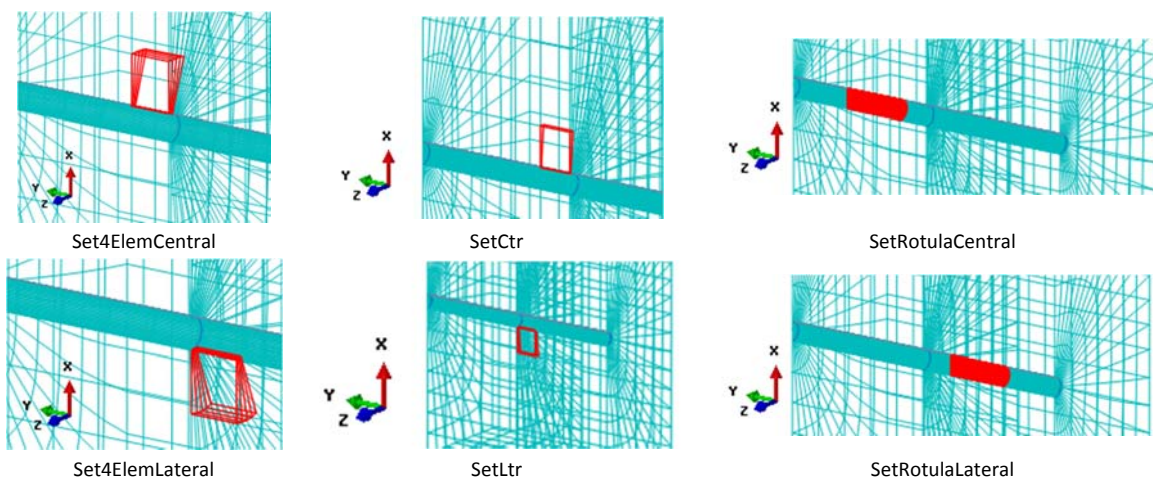 X
Y
Z
X
Y
Z
X
Y
Z
Set4ElemCentral
SetCtr
SetRotulaCentral
X
Y
Z
X
Y
Z
X
Y
Z
Set4ElemLateral
SetLtr
SetRotulaLateral